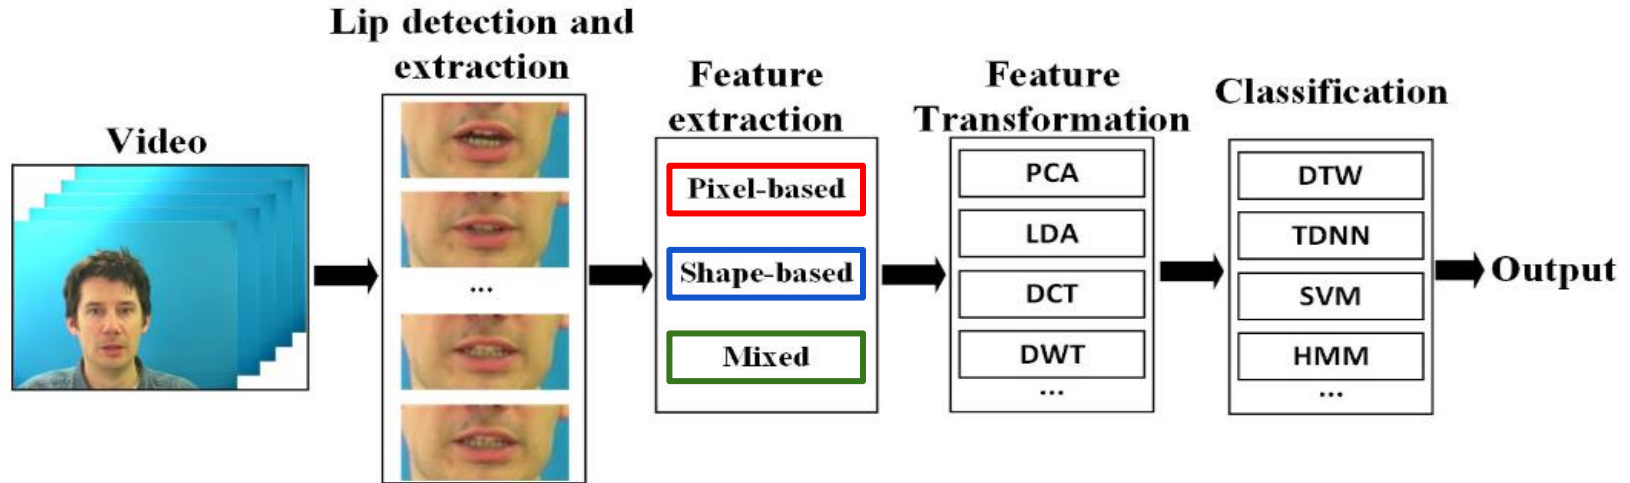 Video
Lip detection and
extraction
...
Feature
extraction
Pixel-based
Shape-based
Mixed
Feature
Transformation
PCA
LDA
DCT
DWT
...
Classification
DTW
TDNN
SVM
HMM
...
Output